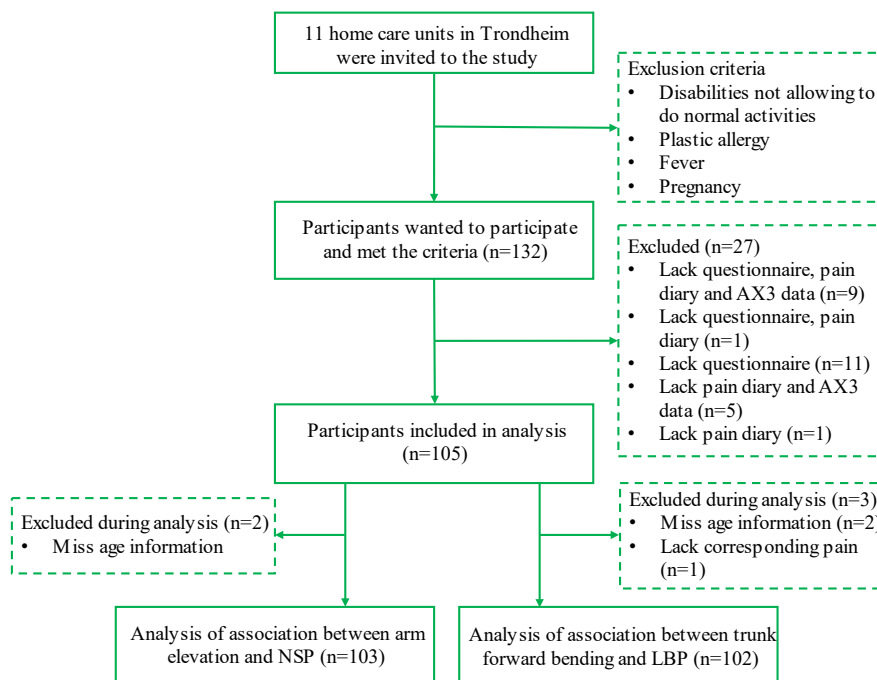 11 home care units in Trondheim
were invited to the study
Exclusion criteria
• Disabilities not allowing to
do normal activities
• Plastic allergy
• Fever
• Pregnancy
Participants wanted to participate
and met the criteria (n=132)
Excluded (n=27)
• Lack questionnaire, pain
diary and AX3 data (n=9)
• Lack questionnaire, pain
diary (n=1)
• Lack questionnaire (n=11)
• Lack pain diary and AX3
data (n=5)
• Lack pain diary (n=1)
Participants included in analysis
(n=105)
Excluded during analysis (n=2)
• Miss age information
Excluded during analysis (n=3)
• Miss age information (n=2)
• Lack corresponding pain
(n=1)
Analysis of association between arm
elevation and NSP (n=103)
Analysis of association between trunk
forward bending and LBP (n=102)